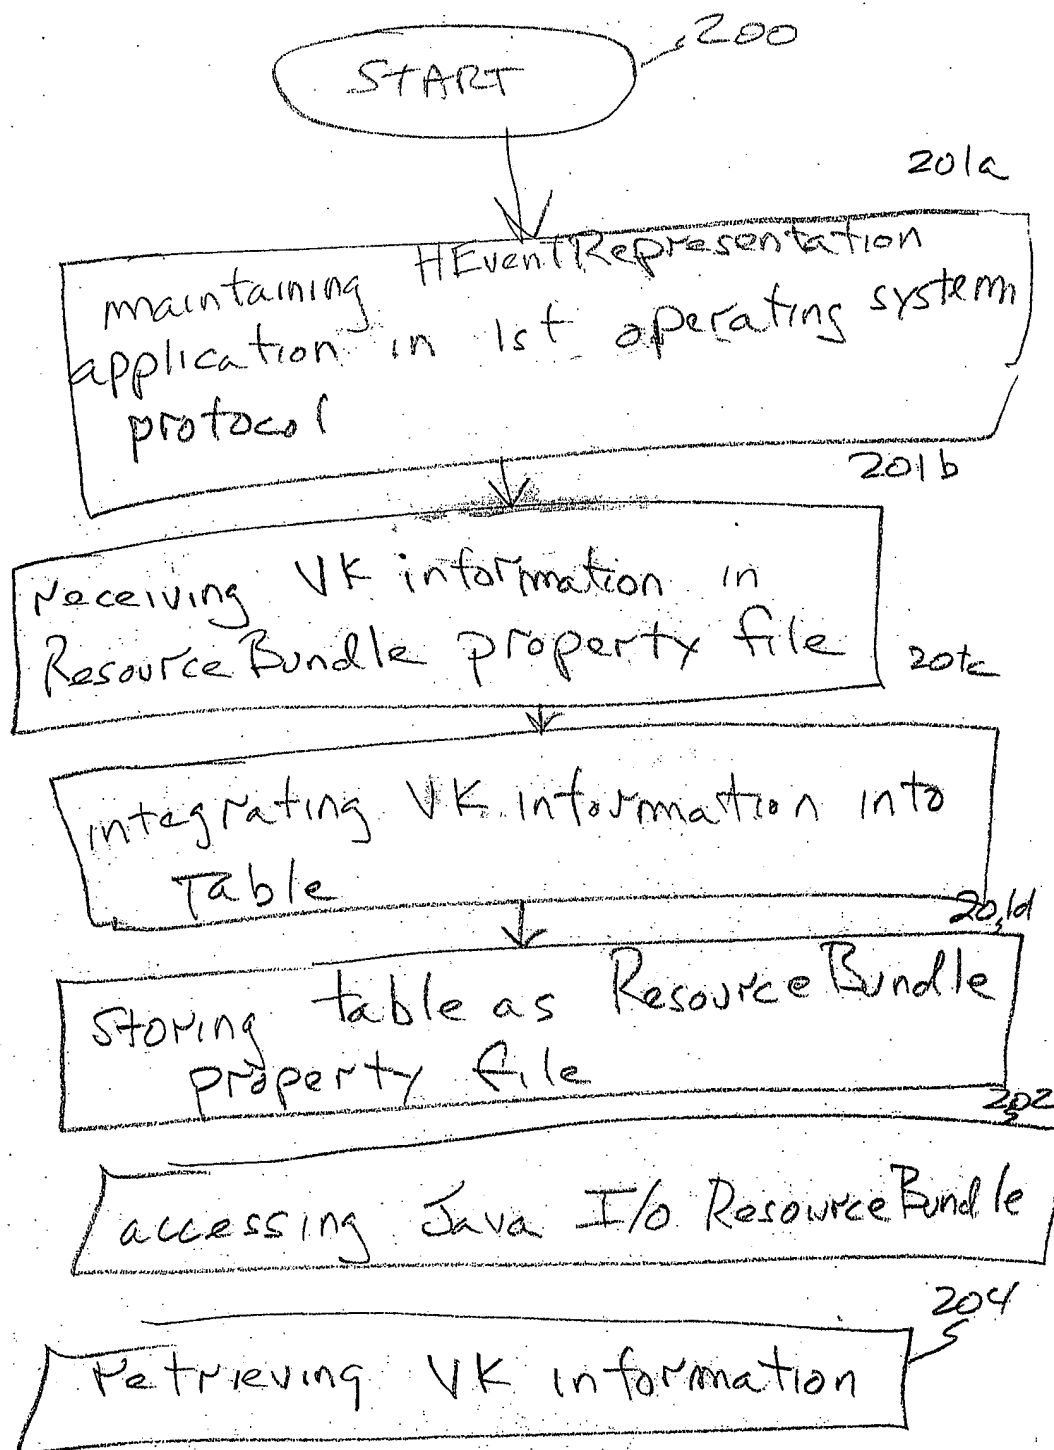 200
START
201a
maintaining HEventRepresentation
application in 1st operating system
protocol
201b
receiving VK information in
ResourceBundle property file
201c
integrating VK information into
Table
201d
storing table as ResourceBundle
property file
202
accessing Java I/O ResourceBundle
204
retrieving VK information